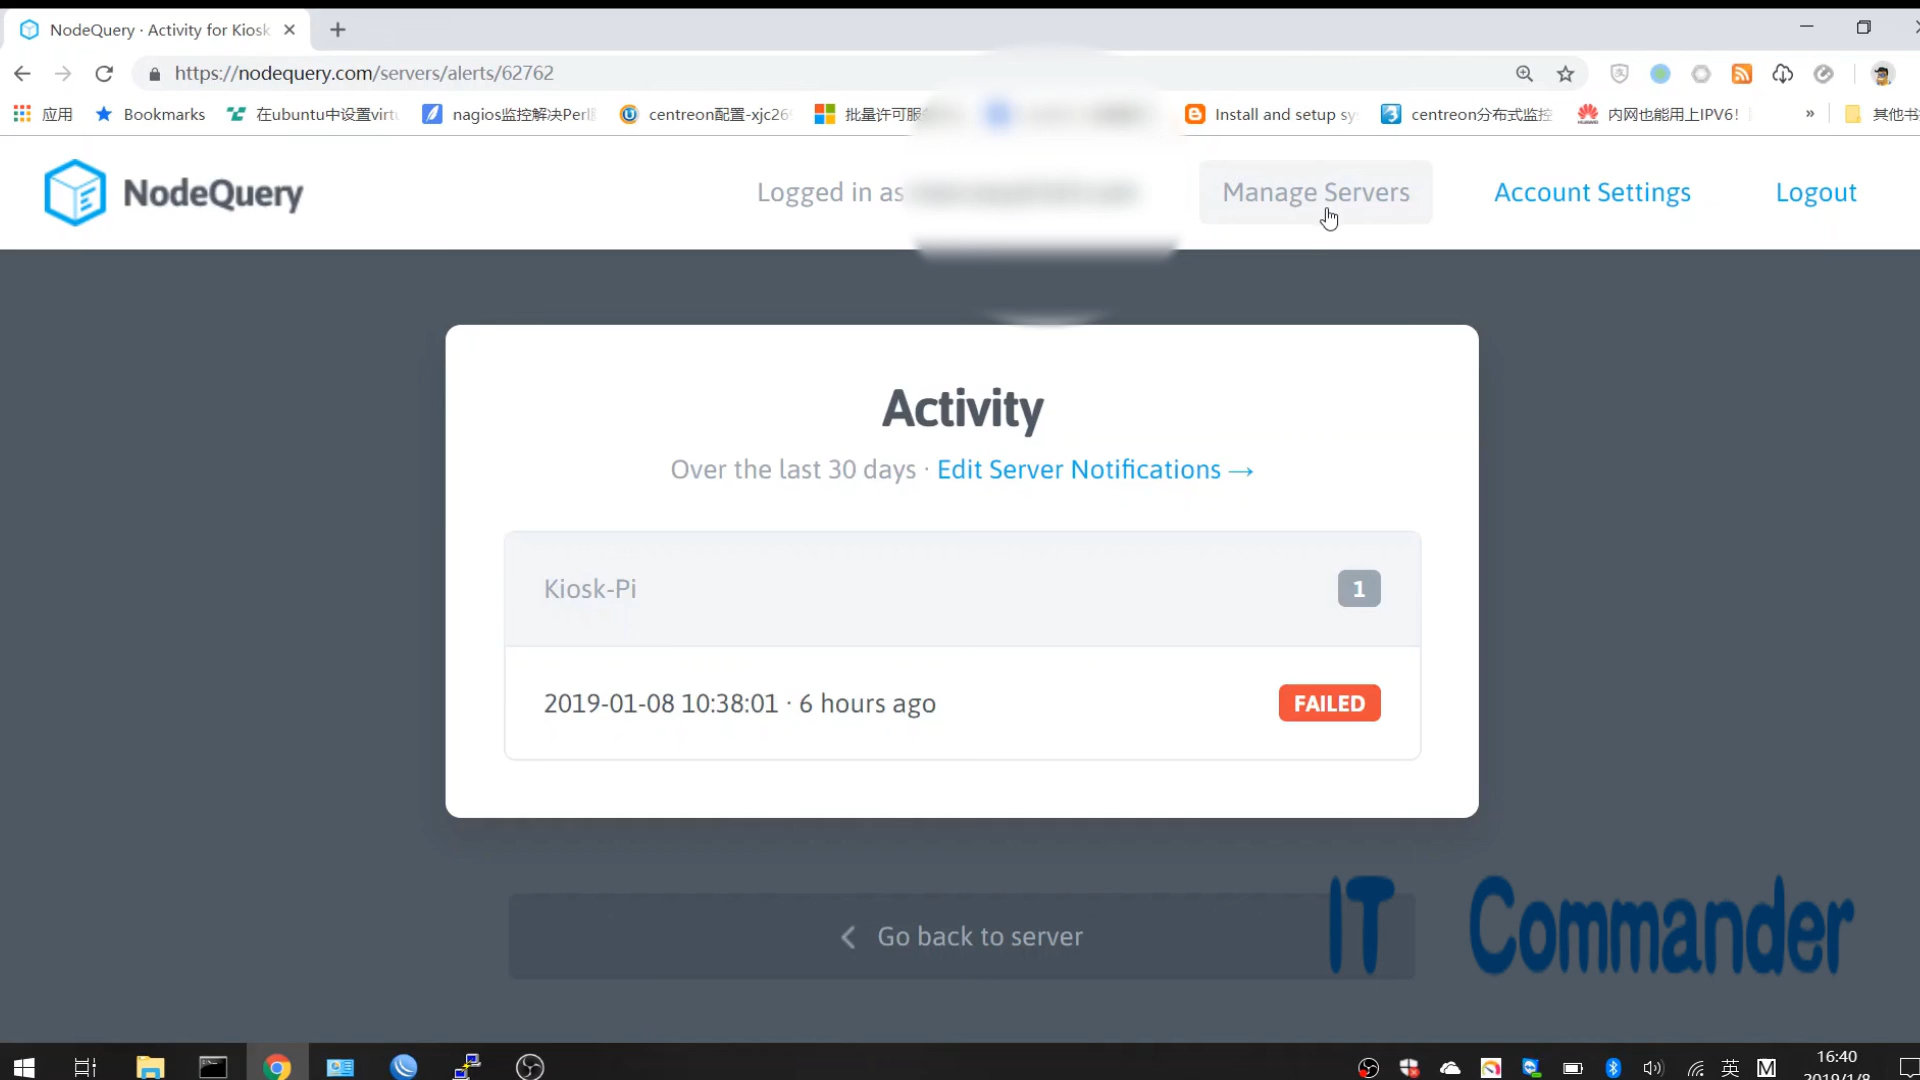 NodeQuery · Activity for Kiosk
https://nodequery.com/servers/alerts/62762
应用 Bookmarks 在ubuntu中设置virt nagios监控解决Perl centreon配置-xjc26 批量许可服 Install and setup sy centreon分布式监控 内网也能用上IPV6! » 其他书
NodeQuery Logged in as Manage Servers Account Settings Logout
Activity
Over the last 30 days · Edit Server Notifications →
Kiosk-Pi 1
2019-01-08 10:38:01 · 6 hours ago FAILED
Go back to server
IT Commander
英 M 16:40
2019/1/8